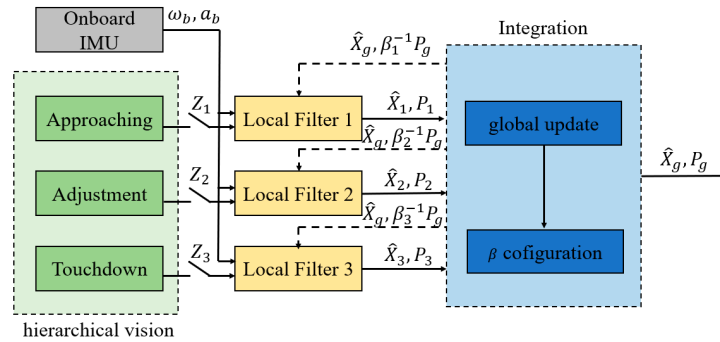 Onboard
IMU
ω_b, a_b
Integration
X̂_g, β_1^{-1}P_g
Approaching
Z_1
Local Filter 1
X̂_1, P_1
global update
X̂_g, β_2^{-1}P_g
Adjustment
Z_2
Local Filter 2
X̂_2, P_2
X̂_g, P_g
X̂_g, β_3^{-1}P_g
Touchdown
Z_3
Local Filter 3
X̂_3, P_3
β cofiguration
hierarchical vision